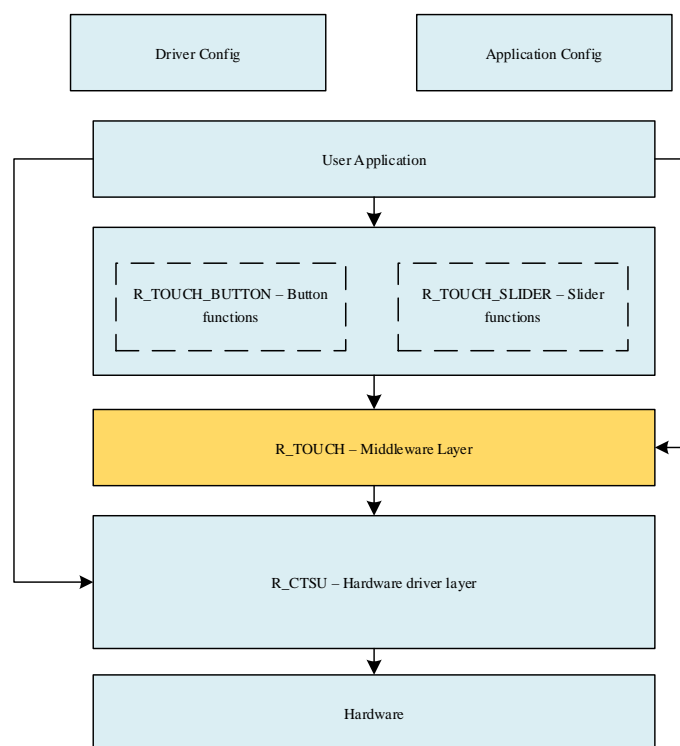 Driver Config
Application Config
User Application
R_TOUCH_BUTTON – Button
functions
R_TOUCH_SLIDER – Slider
functions
R_TOUCH – Middleware Layer
R_CTSU – Hardware driver layer
Hardware